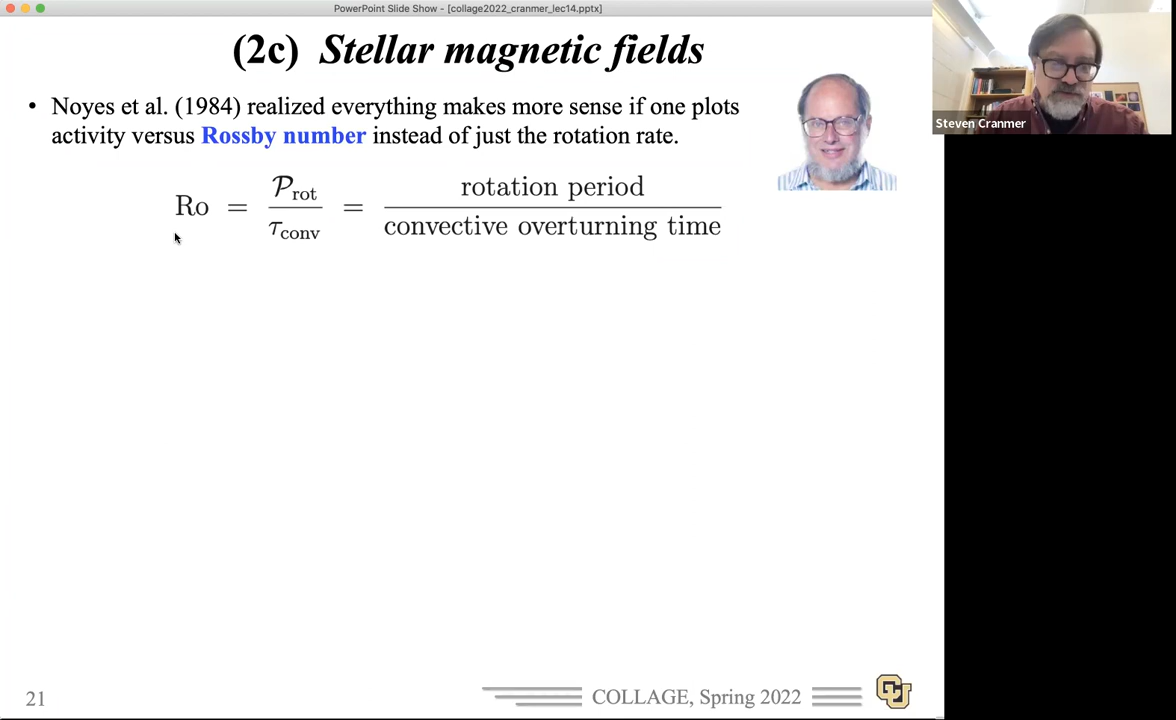 PowerPoint Slide Show - [collage2022_cranmer_lec14.pptx]
(2c) Stellar magnetic fields
• Noyes et al. (1984) realized everything makes more sense if one plots
activity versus Rossby number instead of just the rotation rate.
Ro = 𝒫rot / τconv = rotation period / convective overturning time
Steven Cranmer
21
COLLAGE, Spring 2022
CU